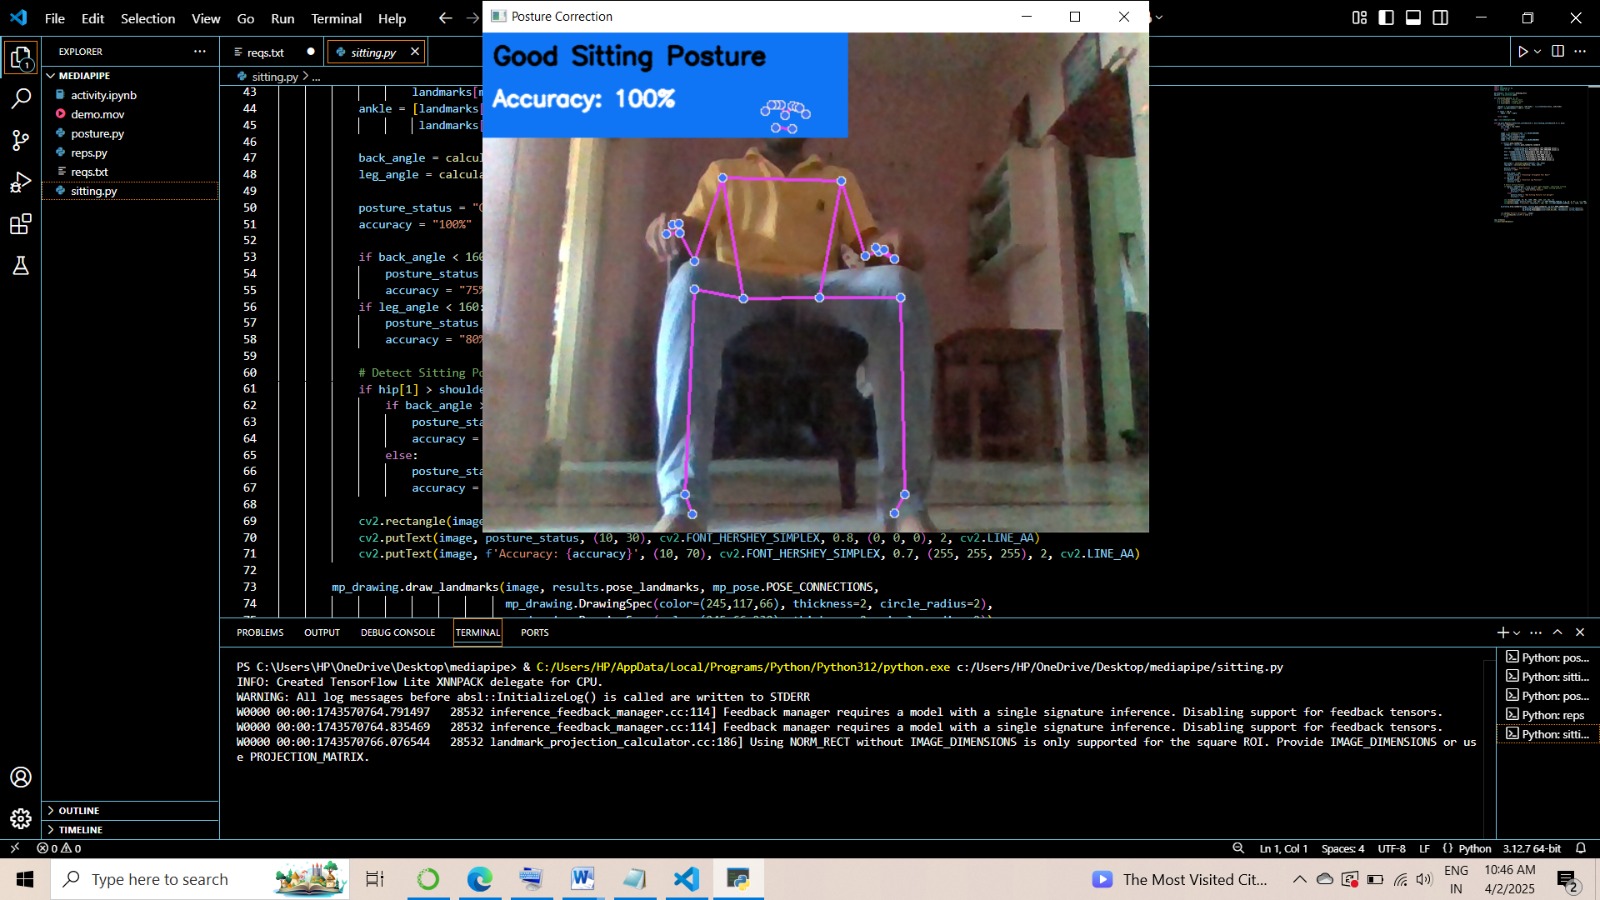 File Edit Selection View Go Run Terminal Help
Posture Correction
Good Sitting Posture
Accuracy: 100%
EXPLORER
MEDIAPIPE
activity.ipynb
demo.mov
posture.py
reps.py
reqs.txt
sitting.py
reqs.txt
sitting.py
sitting.py > ...
43 landmarks[m
44 ankle = [landmarks[
45 landmarks[
46
47 back_angle = calcu
48 leg_angle = calcula
49
50 posture_status = "G
51 accuracy = "100%"
52
53 if back_angle < 160
54 posture_status
55 accuracy = "75%
56 if leg_angle < 160:
57 posture_status
58 accuracy = "80%
59
60 # Detect Sitting Po
61 if hip[1] > shoulde
62 if back_angle >
63 posture_sta
64 accuracy =
65 else:
66 posture_sta
67 accuracy =
68
69 cv2.rectangle(image
70 cv2.putText(image, posture_status, (10, 30), cv2.FONT_HERSHEY_SIMPLEX, 0.8, (0, 0, 0), 2, cv2.LINE_AA)
71 cv2.putText(image, f'Accuracy: {accuracy}', (10, 70), cv2.FONT_HERSHEY_SIMPLEX, 0.7, (255, 255, 255), 2, cv2.LINE_AA)
72
73 mp_drawing.draw_landmarks(image, results.pose_landmarks, mp_pose.POSE_CONNECTIONS,
74 mp_drawing.DrawingSpec(color=(245,117,66), thickness=2, circle_radius=2),
PROBLEMS OUTPUT DEBUG CONSOLE TERMINAL PORTS
PS C:\Users\HP\OneDrive\Desktop\mediapipe> & C:/Users/HP/AppData/Local/Programs/Python/Python312/python.exe c:/Users/HP/OneDrive/Desktop/mediapipe/sitting.py
INFO: Created TensorFlow Lite XNNPACK delegate for CPU.
WARNING: All log messages before absl::InitializeLog() is called are written to STDERR
W0000 00:00:1743570764.791497 28532 inference_feedback_manager.cc:114] Feedback manager requires a model with a single signature inference. Disabling support for feedback tensors.
W0000 00:00:1743570764.835469 28532 inference_feedback_manager.cc:114] Feedback manager requires a model with a single signature inference. Disabling support for feedback tensors.
W0000 00:00:1743570766.076544 28532 landmark_projection_calculator.cc:186] Using NORM_RECT without IMAGE_DIMENSIONS is only supported for the square ROI. Provide IMAGE_DIMENSIONS or us
e PROJECTION_MATRIX.
Python: pos...
Python: sitti...
Python: pos...
Python: reps
Python: sitti...
OUTLINE
TIMELINE
0 0
Ln 1, Col 1 Spaces: 4 UTF-8 LF {} Python 3.12.7 64-bit
Type here to search
The Most Visited Cit...
ENG
IN
10:46 AM
4/2/2025
2